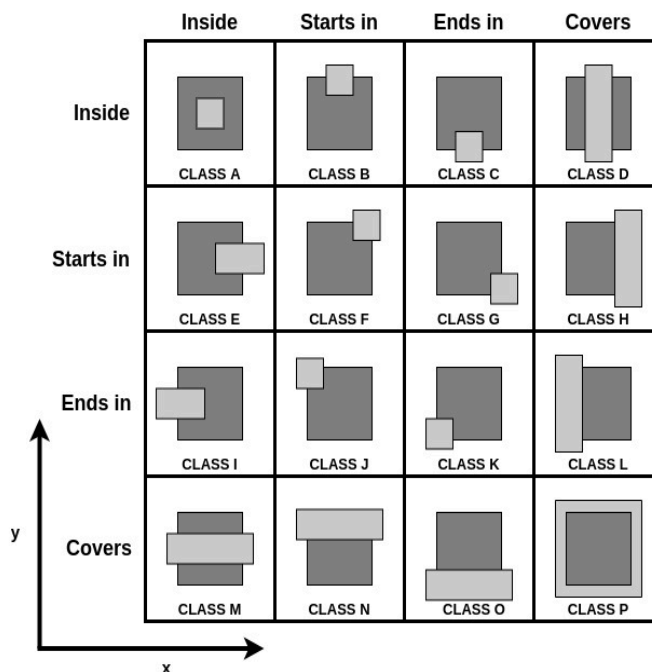 Inside Starts in Ends in Covers
Inside
CLASS A CLASS B CLASS C CLASS D
Starts in
CLASS E CLASS F CLASS G CLASS H
Ends in
CLASS I CLASS J CLASS K CLASS L
y
Covers
CLASS M CLASS N CLASS O CLASS P
x